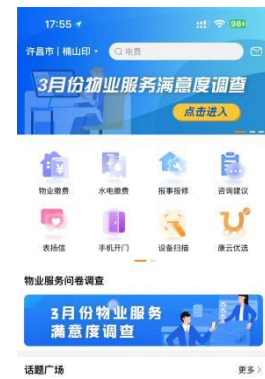 17:55
98
许昌市 | 楠山印
电费
3月份物业服务满意度调查
点击进入
物业缴费 水电缴费 报事报修 咨询建议
表扬信 手机开门 设备扫描 康云优选
物业服务问卷调查
3月份物业服务
满意度调查
话题广场 更多 >